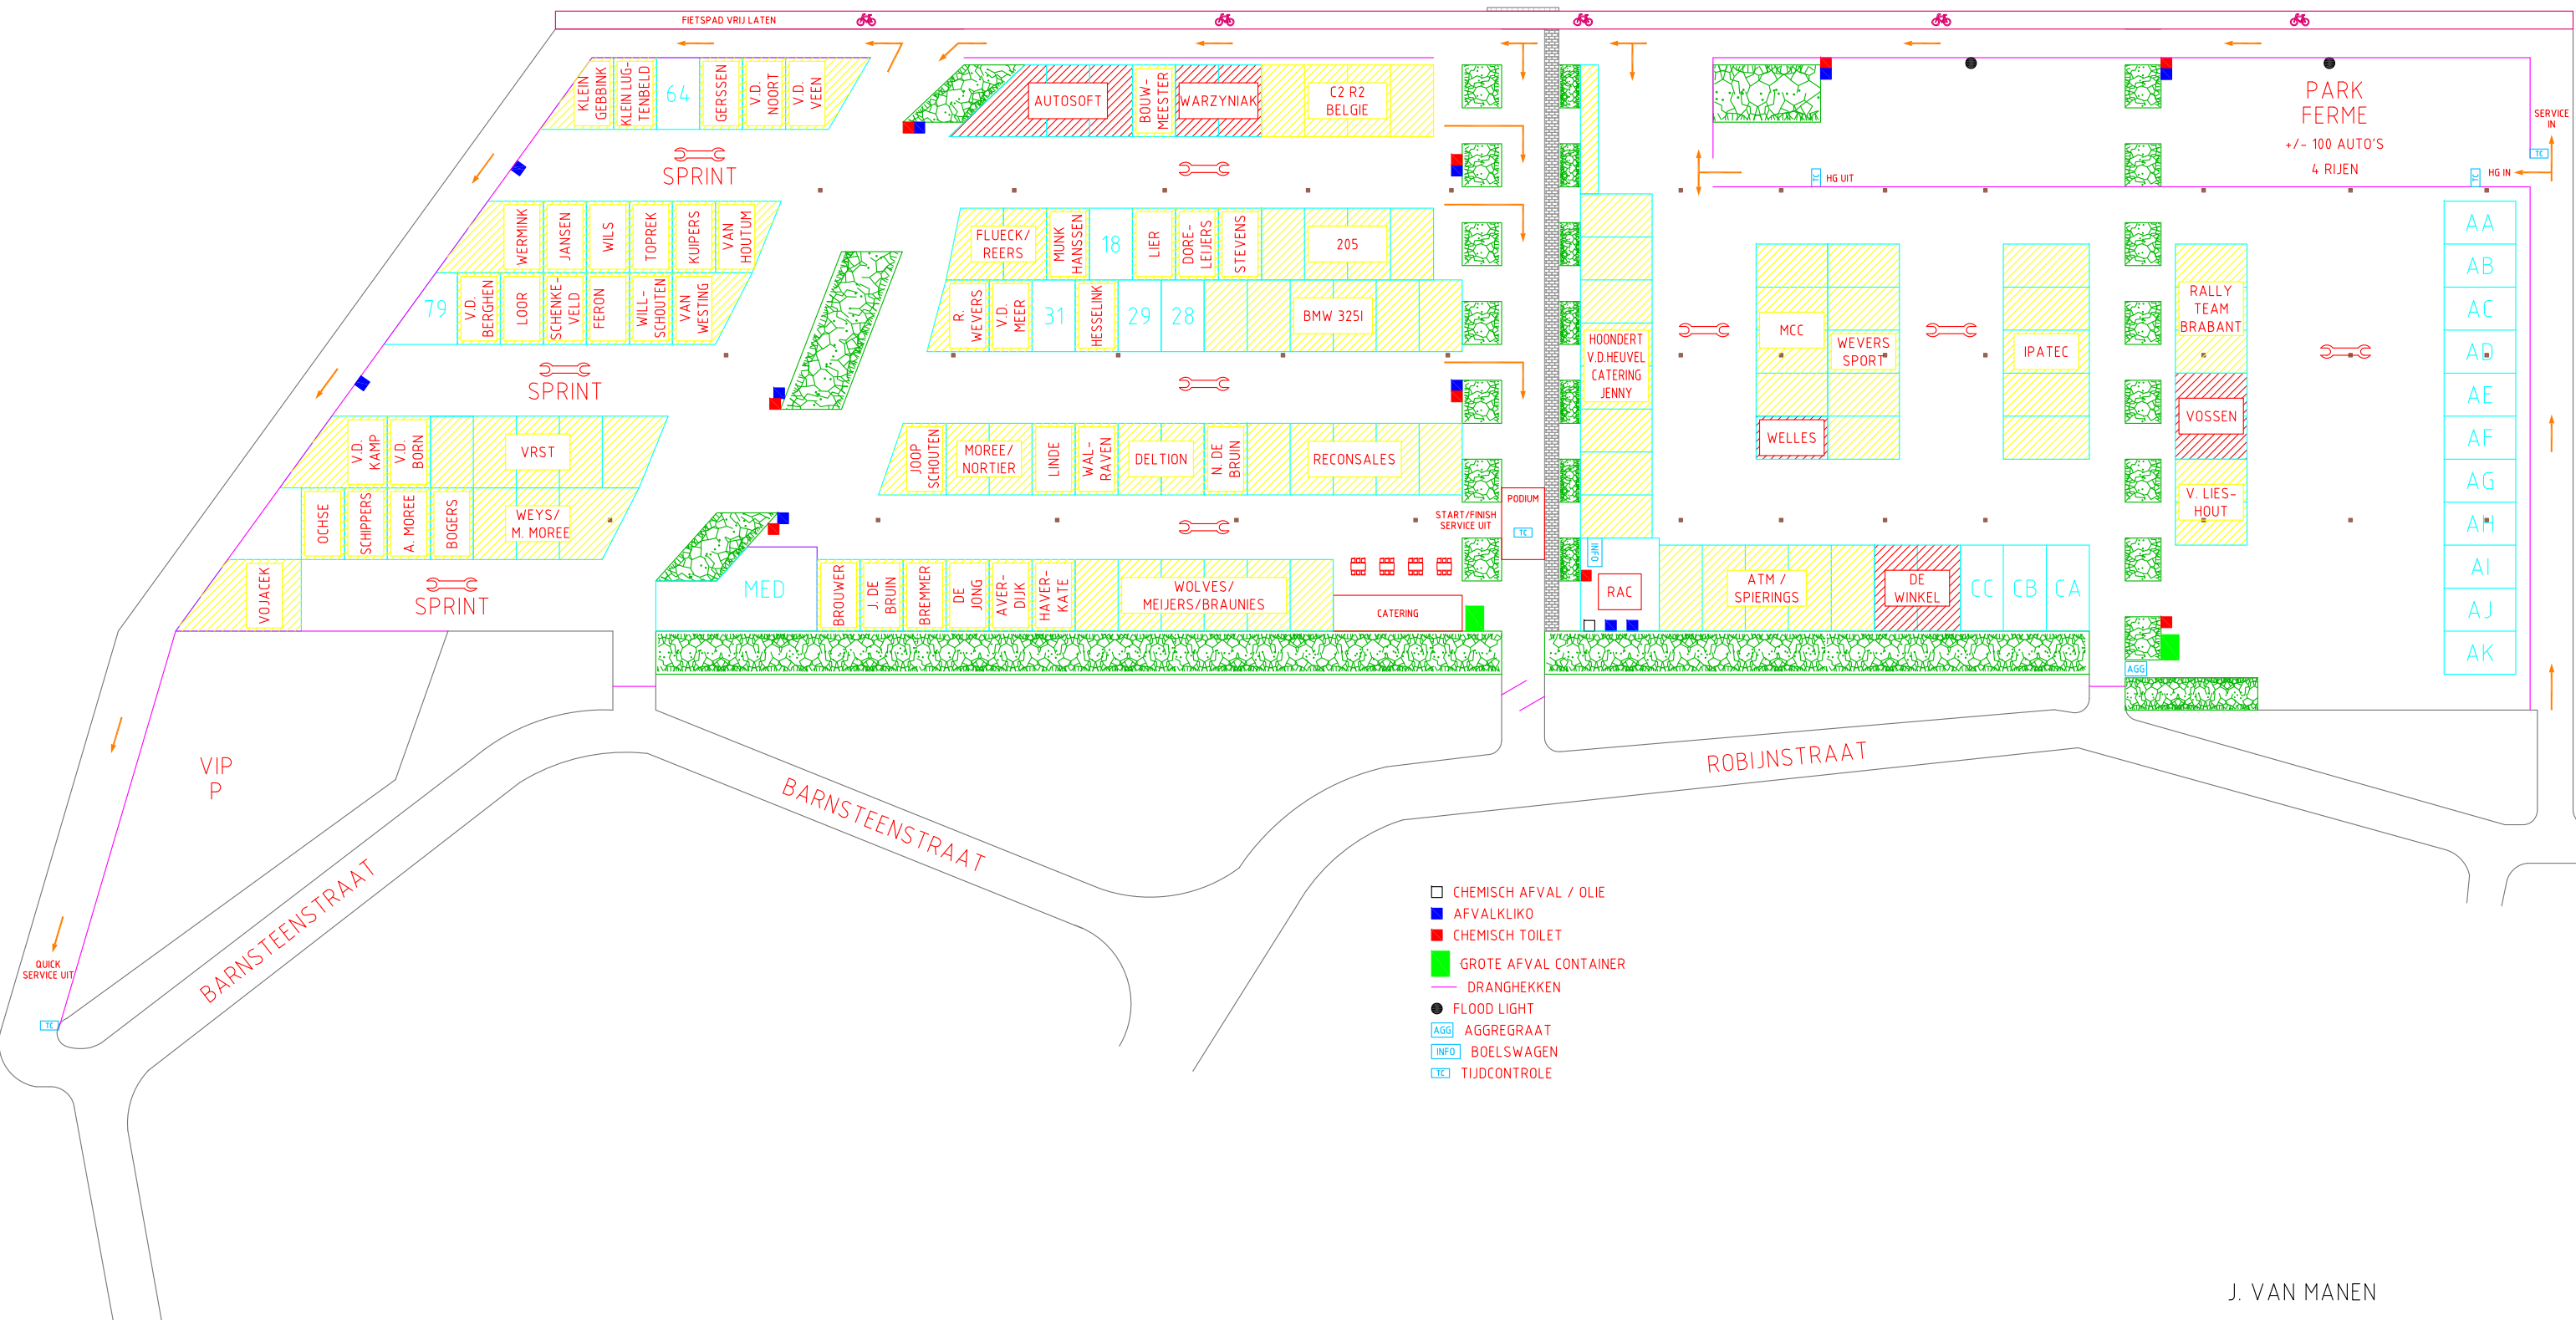 FIETSPAD VRIJ LATEN
KLEIN
GEBBINK
KLEIN LUG-
TENBELD
64
GERSSEN
V.D.
NOORT
V.D.
VEEN
AUTOSOFT
BOUW-
MEESTER
WARZYNIAK
C2 R2
BELGIE
PARK
FERME
+/- 100 AUTO'S
4 RIJEN
SERVICE
IN
TC
HG IN
TC
TC
HG UIT
SPRINT
WERMINK
JANSEN
WILS
TOPREK
KUIPERS
VAN
HOUTUM
FLUECK/
REERS
MUNK
HANSSEN
18
LIER
DORE-
LEIJERS
STEVENS
205
79
V.D.
BERGHEN
LOOR
SCHENKE-
VELD
FERON
WILL-
SCHOUTEN
VAN
WESTING
R.
WEVERS
V.D.
MEER
31
HESSELINK
29
28
BMW 325I
HOONDERT
V.D.HEUVEL
CATERING
JENNY
MCC
WEVERS
SPORT
WELLES
IPATEC
RALLY
TEAM
BRABANT
VOSSEN
V. LIES-
HOUT
AA
AB
AC
AD
AE
AF
AG
AH
AI
AJ
AK
SPRINT
V.D.
KAMP
V.D.
BORN
VRST
JOOP
SCHOUTEN
MOREE/
NORTIER
LINDE
WAL-
RAVEN
DELTION
N. DE
BRUIN
RECONSALES
OCHSE
SCHIPPERS
A. MOREE
BOGERS
WEYS/
M. MOREE
PODIUM
START/FINISH
SERVICE UIT
TC
INFO
VOJACEK
SPRINT
MED
BROUWER
J. DE
BRUIN
BREMMER
DE
JONG
AVER-
DIJK
HAVER-
KATE
WOLVES/
MEIJERS/BRAUNIES
CATERING
RAC
ATM /
SPIERINGS
DE
WINKEL
CC
CB
CA
AGG
VIP
P
BARNSTEENSTRAAT
BARNSTEENSTRAAT
ROBIJNSTRAAT
QUICK
SERVICE UIT
TC
CHEMISCH AFVAL / OLIE
AFVALKLIKO
CHEMISCH TOILET
GROTE AFVAL CONTAINER
DRANGHEKKEN
FLOOD LIGHT
AGG AGGREGRAAT
INFO BOELSWAGEN
TC TIJDCONTROLE
J. VAN MANEN